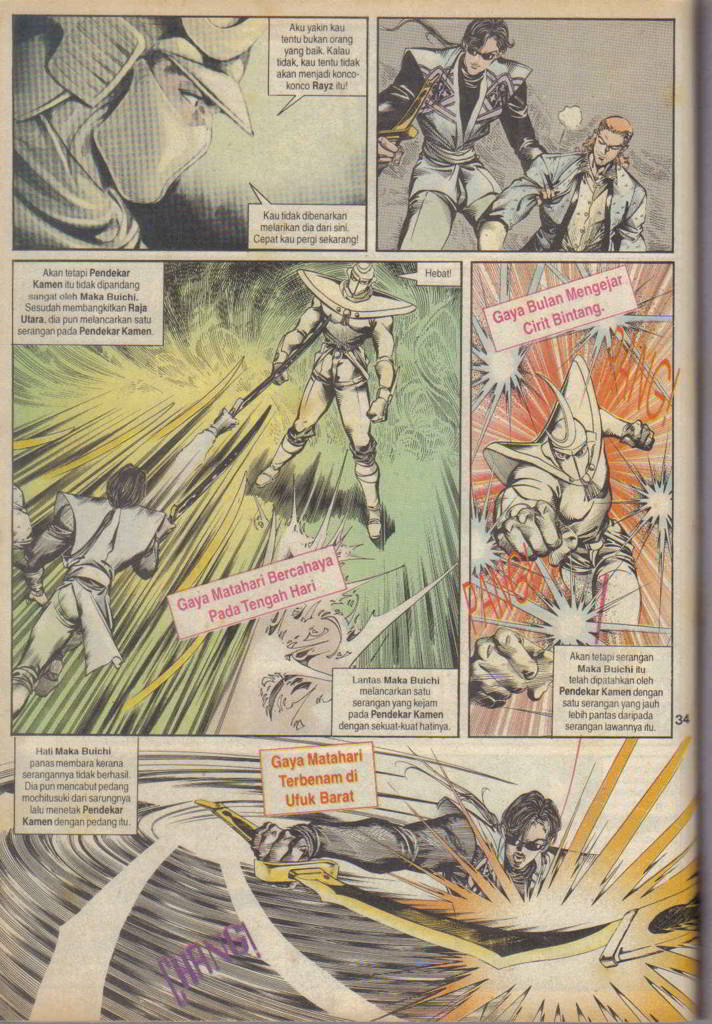 Aku yakin kau
tentu bukan orang
yang baik. Kalau
tidak, kau tentu tidak
akan menjadi konco-
konco Rayz itu!
Kau tidak dibenarkan
melarikan dia dari sini.
Cepat kau pergi sekarang!
Akan tetapi Pendekar
Kamen itu tidak dipandang
sangat oleh Maka Buichi.
Sesudah membangkitkan Raja
Utara, dia pun melancarkan satu
serangan pada Pendekar Kamen.
Hebat!
Gaya Matahari Bercahaya
Pada Tengah Hari
Lantas Maka Buichi
melancarkan satu
serangan yang kejam
pada Pendekar Kamen
dengan sekuat-kuat hatinya.
Gaya Bulan Mengejar
Cirit Bintang.
PANG!
PANG!
Akan tetapi serangan
Maka Buichi itu
telah dipatahkan oleh
Pendekar Kamen dengan
satu serangan yang jauh
lebih pantas daripada
serangan lawannya itu.
34
Hati Maka Buichi
panas membara kerana
serangannya tidak berhasil.
Dia pun mencabut pedang
mochitusuki dari sarungnya
lalu menetak Pendekar
Kamen dengan pedang itu.
Gaya Matahari
Terbenam di
Ufuk Barat